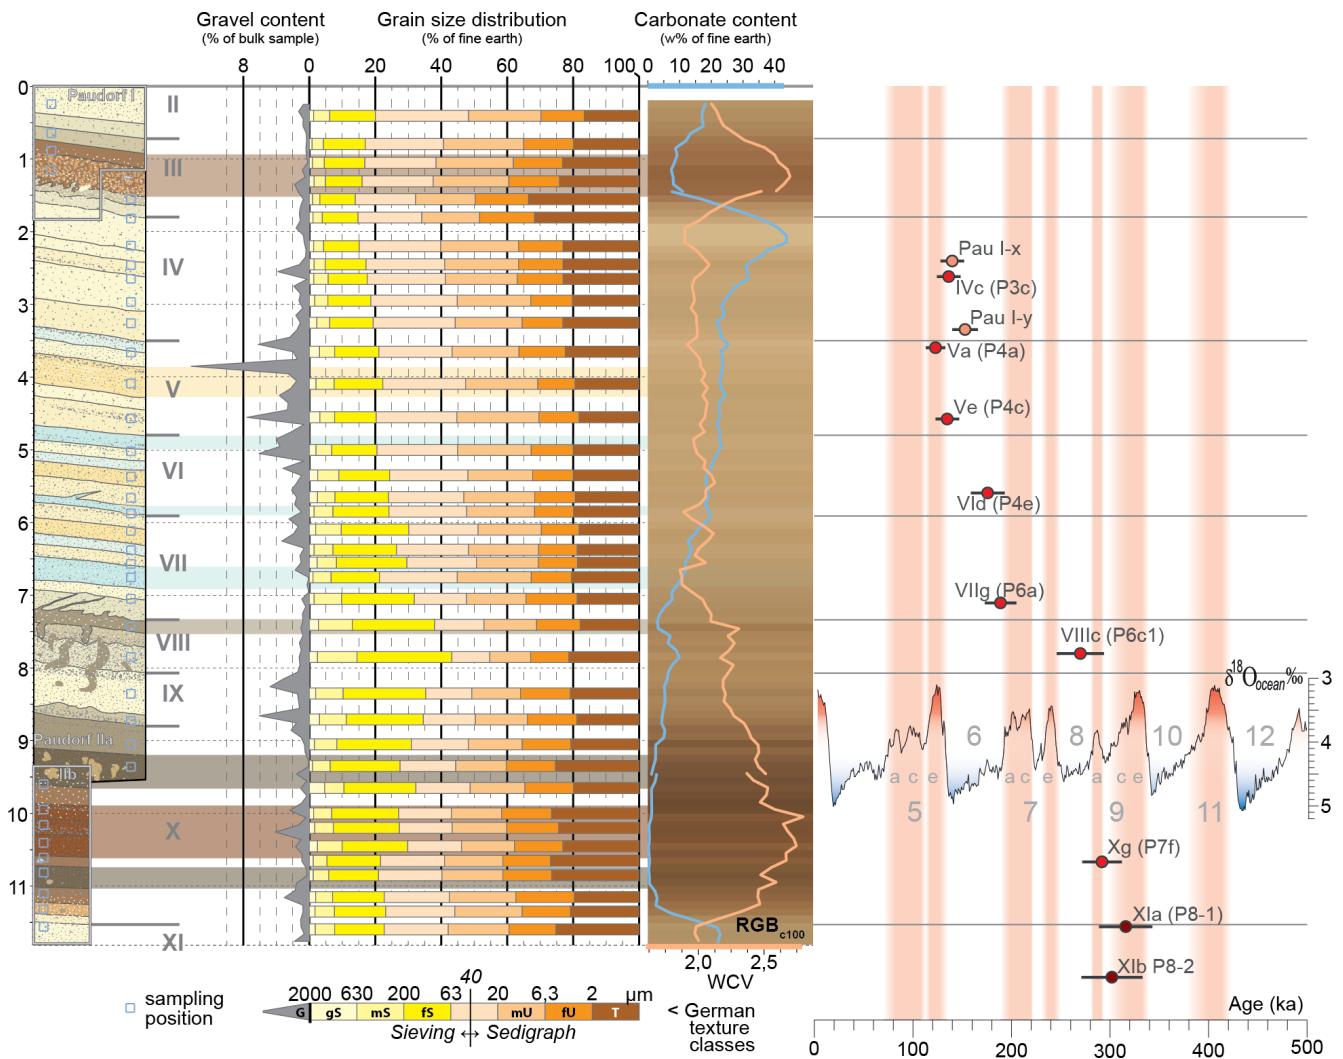 Gravel content
(% of bulk sample)
Grain size distribution
(% of fine earth)
Carbonate content
(w% of fine earth)
8 0 20 40 60 80 100 0 10 20 30 40
0
1
2
3
4
5
6
7
8
9
10
11
Paudorf I
Paudorf IIa
IIb
II
III
IV
V
VI
VII
VIII
IX
X
XI
RGBc100
2,0 2,5
WCV
Pau I-x
IVc (P3c)
Pau I-y
Va (P4a)
Ve (P4c)
VId (P4e)
VIIg (P6a)
VIIIc (P6c1)
δ18Oocean‰
3
4
5
6 8 10 12
a c e a c e a c e
5 7 9 11
Xg (P7f)
XIa (P8-1)
XIb P8-2
Age (ka)
0 100 200 300 400 500
sampling
position
40
2000 630 200 63 20 6,3 2 µm
G gS mS fS mU fU T
Sieving ↔ Sedigraph
< German
texture
classes